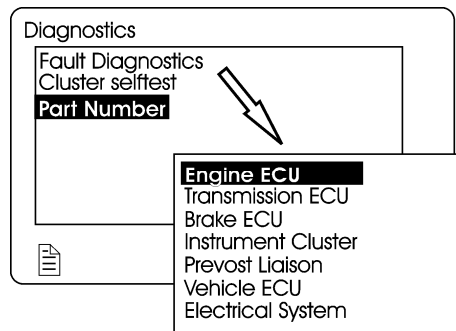 Diagnostics
Fault Diagnostics
Cluster selftest
Part Number
Engine ECU
Transmission ECU
Brake ECU
Instrument Cluster
Prevost Liaison
Vehicle ECU
Electrical System